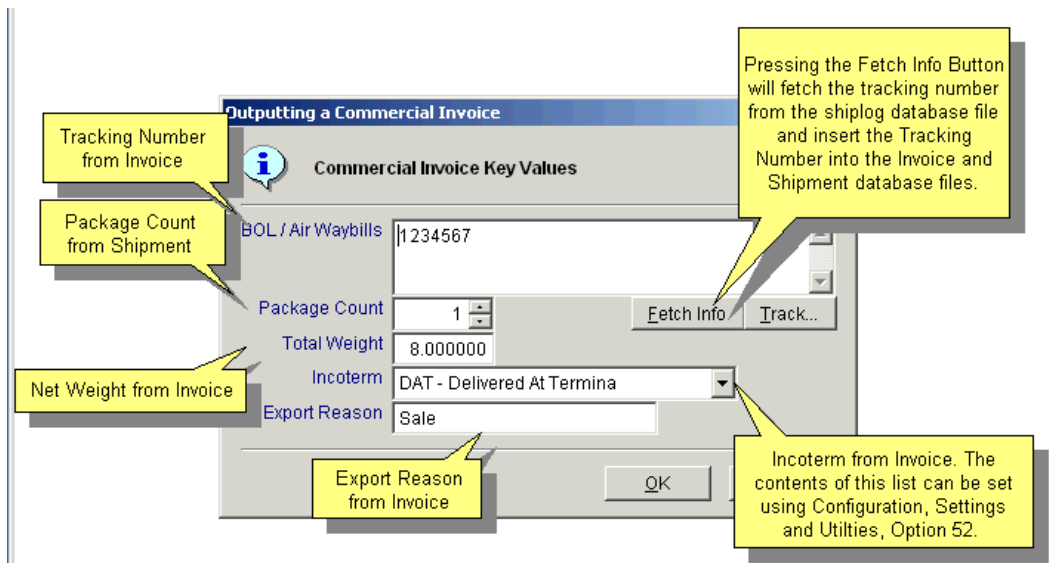 Pressing the Fetch Info Button
will fetch the tracking number
from the shiplog database file
and insert the Tracking
Number into the Invoice and
Shipment database files.
Outputting a Commercial Invoice
Tracking Number
from Invoice
Commercial Invoice Key Values
Package Count
from Shipment
BOL / Air Waybills
1234567
Package Count
1
Fetch Info
Track...
Total Weight
8.000000
Net Weight from Invoice
Incoterm
DAT - Delivered At Termina
Export Reason
Sale
Export Reason
from Invoice
OK
Incoterm from Invoice. The
contents of this list can be set
using Configuration, Settings
and Utilties, Option 52.